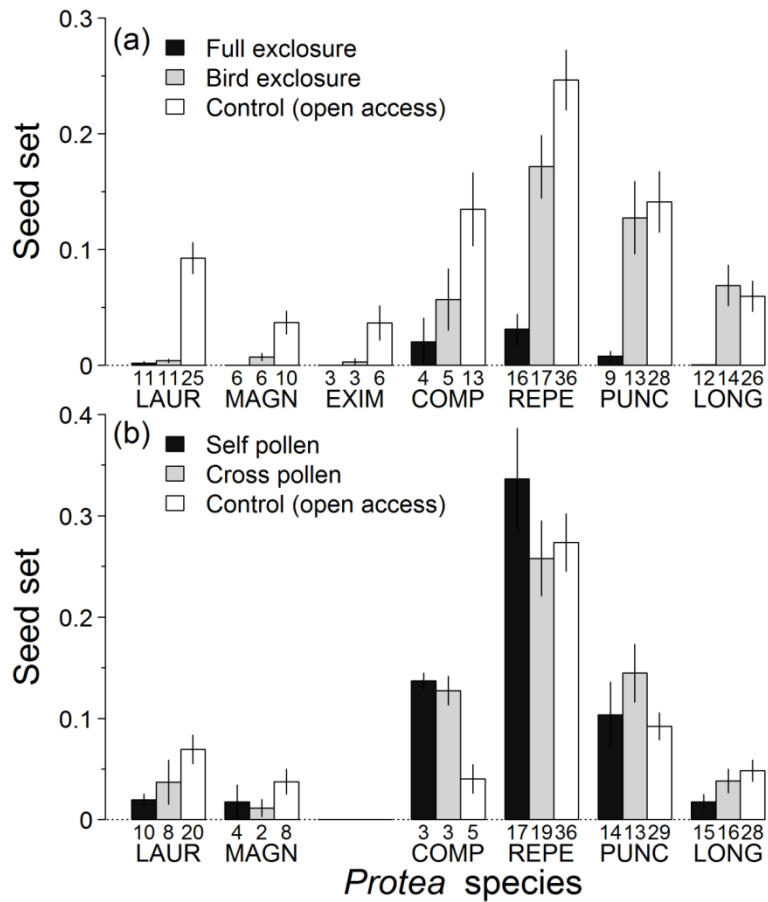 (a)
Full exclosure
Bird exclosure
Control (open access)
Seed set
0.3
0.2
0.1
0
11 11 25 6 6 10 3 3 6 4 5 13 16 17 36 9 13 28 12 14 26
LAUR MAGN EXIM COMP REPE PUNC LONG
(b)
Self pollen
Cross pollen
Control (open access)
Seed set
0.4
0.3
0.2
0.1
0
10 8 20 4 2 8 3 3 5 17 19 36 14 13 29 15 16 28
LAUR MAGN COMP REPE PUNC LONG
Protea species